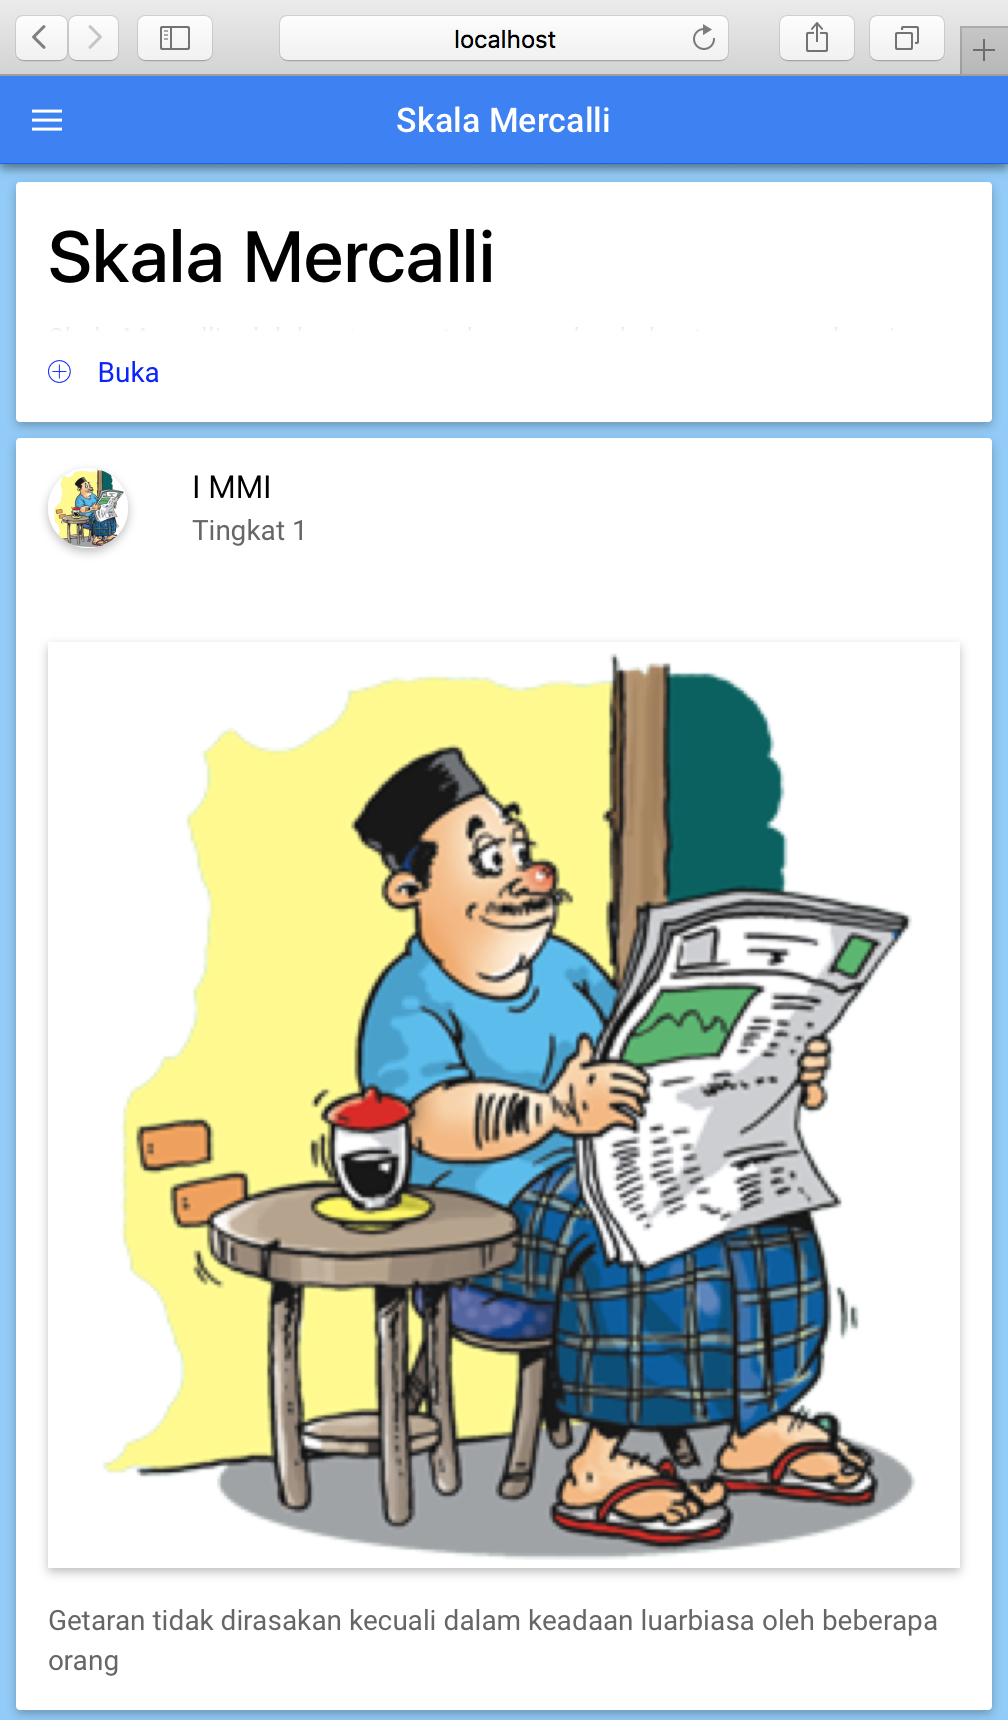 localhost
Skala Mercalli
Skala Mercalli
Buka
I MMI
Tingkat 1
Getaran tidak dirasakan kecuali dalam keadaan luarbiasa oleh beberapa
orang